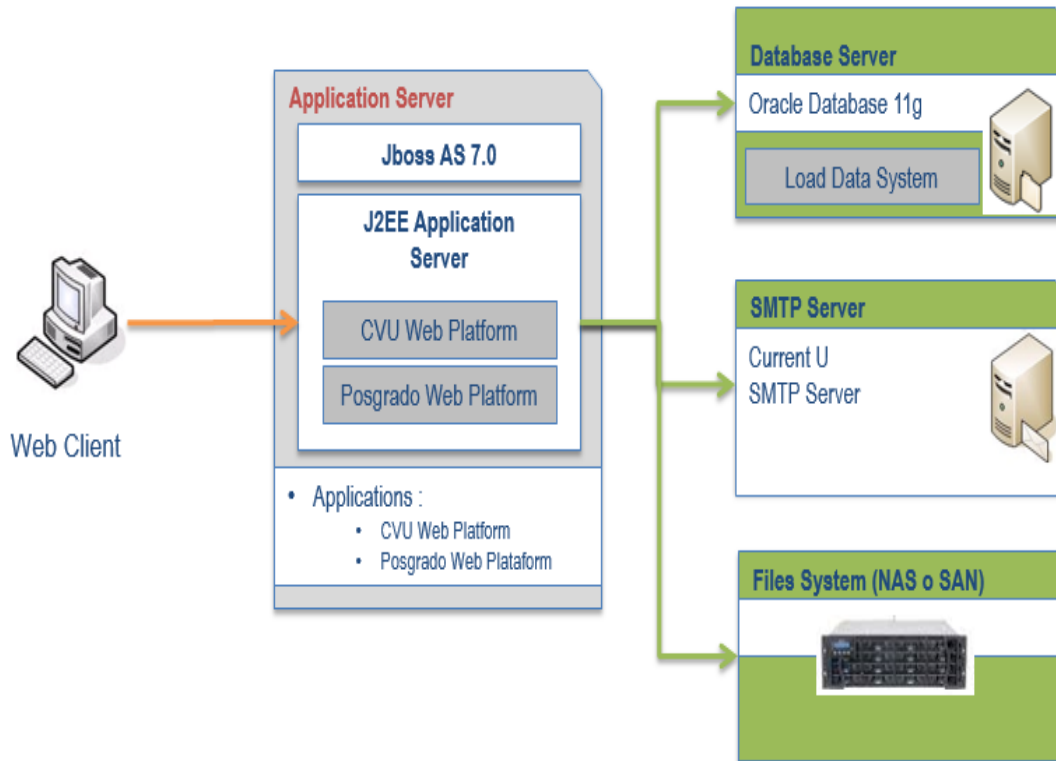 Web Client
Application Server
Jboss AS 7.0
J2EE Application
Server
CVU Web Platform
Posgrado Web Platform
• Applications :
• CVU Web Platform
• Posgrado Web Plataform
Database Server
Oracle Database 11g
Load Data System
SMTP Server
Current U
SMTP Server
Files System (NAS o SAN)